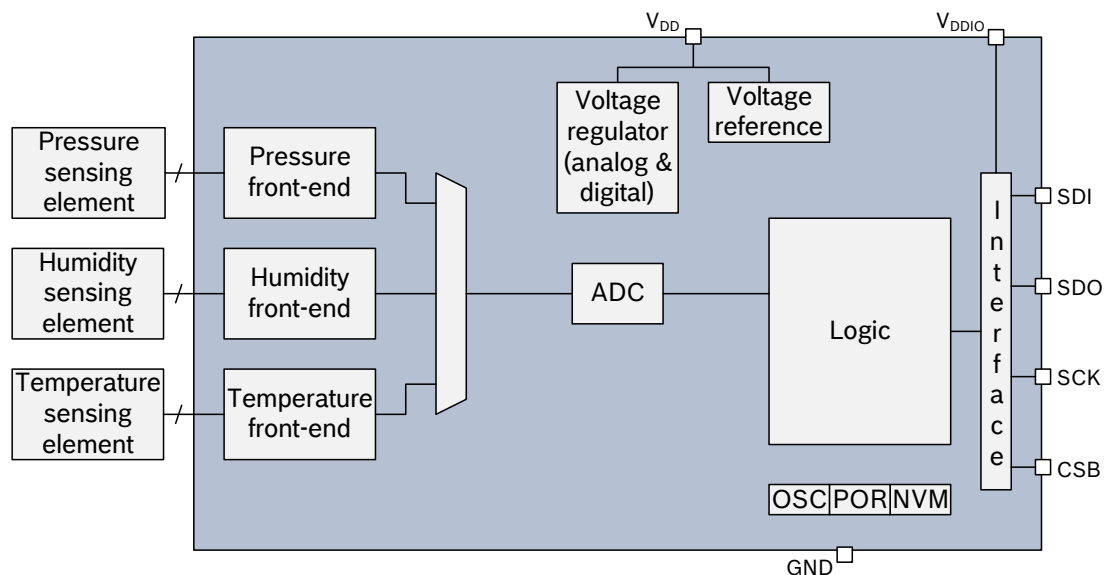 VDD
VDDIO
Voltage
regulator
(analog &
digital)
Voltage
reference
Pressure
sensing
element
Pressure
front-end
Humidity
sensing
element
Humidity
front-end
Temperature
sensing
element
Temperature
front-end
ADC
Logic
Interface
SDI
SDO
SCK
CSB
OSC POR NVM
GND